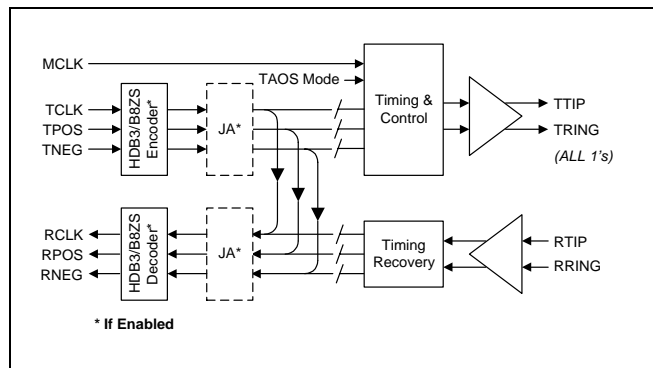 MCLK
TAOS Mode
TCLK
TPOS
TNEG
HDB3/B8ZS
Encoder*
JA*
Timing &
Control
TTIP
TRING
(ALL 1's)
RCLK
RPOS
RNEG
HDB3/B8ZS
Decoder*
JA*
Timing
Recovery
RTIP
RRING
* If Enabled